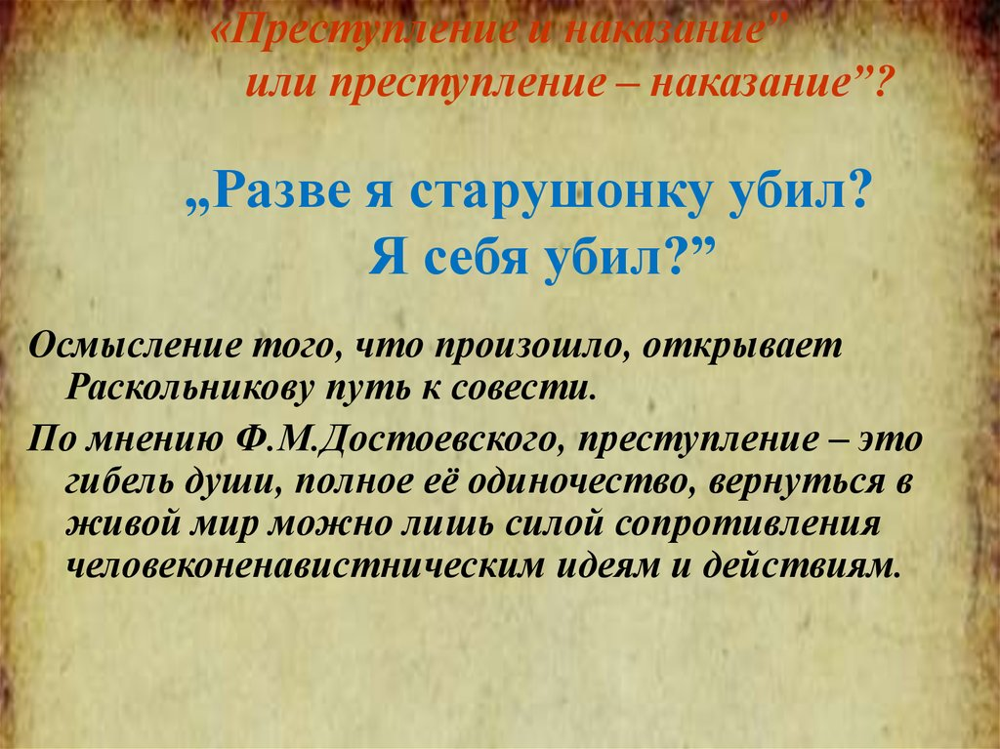 «Преступление и наказание”
или преступление – наказание”?
„Разве я старушонку убил?
Я себя убил?”
Осмысление того, что произошло, открывает
Раскольникову путь к совести.
По мнению Ф.М.Достоевского, преступление – это
гибель души, полное её одиночество, вернуться в
живой мир можно лишь силой сопротивления
человеконенавистническим идеям и действиям.